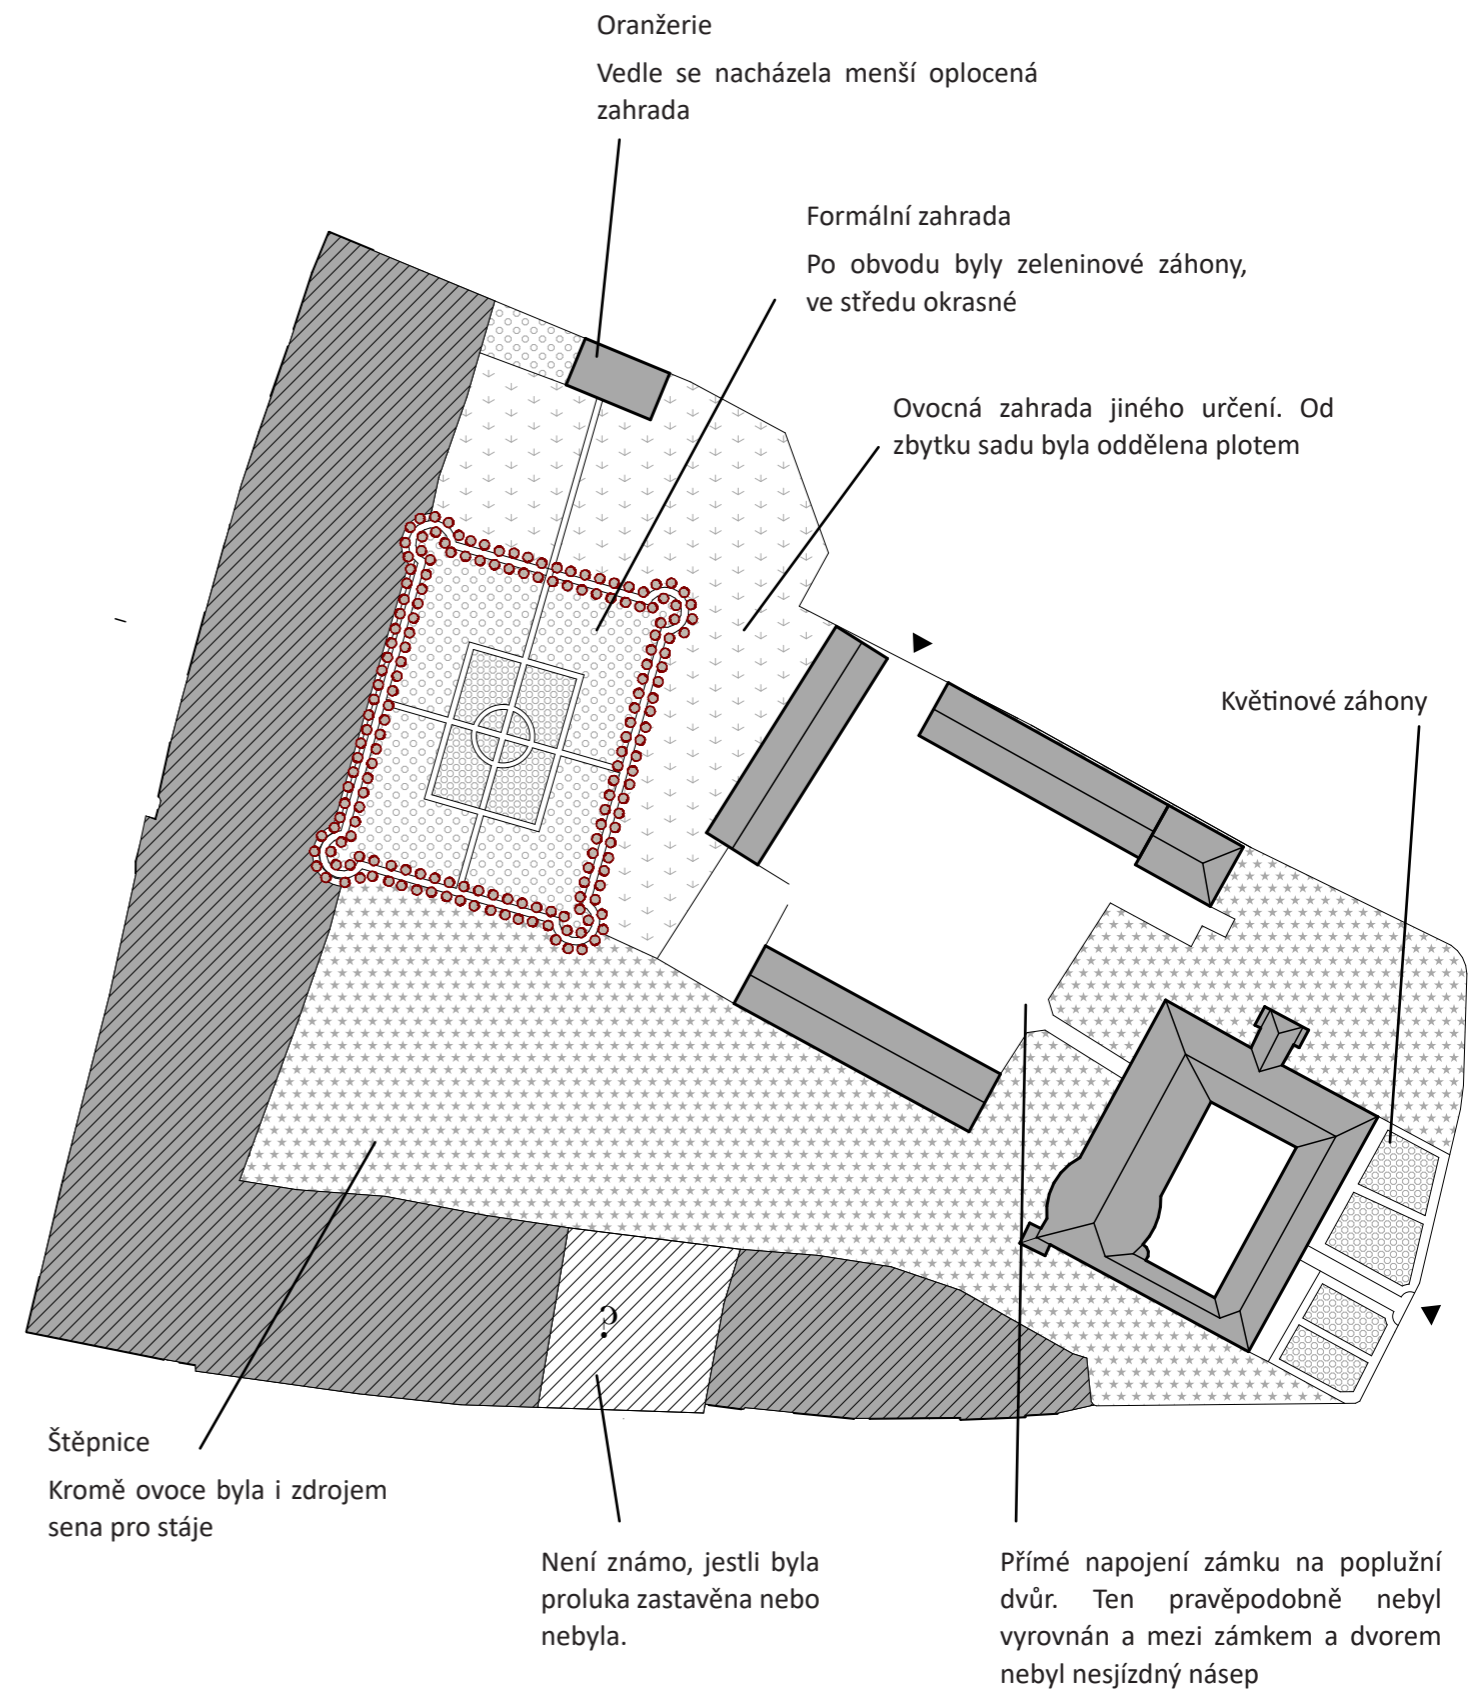 Oranžerie
Vedle se nacházela menší oplocená
zahrada
Formální zahrada
Po obvodu byly zeleninové záhony,
ve středu okrasné
Ovocná zahrada jiného určení. Od
zbytku sadu byla oddělena plotem
Květinové záhony
?
Štěpnice
Kromě ovoce byla i zdrojem
sena pro stáje
Není známo, jestli byla
proluka zastavěna nebo
nebyla.
Přímé napojení zámku na poplužní
dvůr. Ten pravěpodobně nebyl
vyrovnán a mezi zámkem a dvorem
nebyl nesjízdný násep